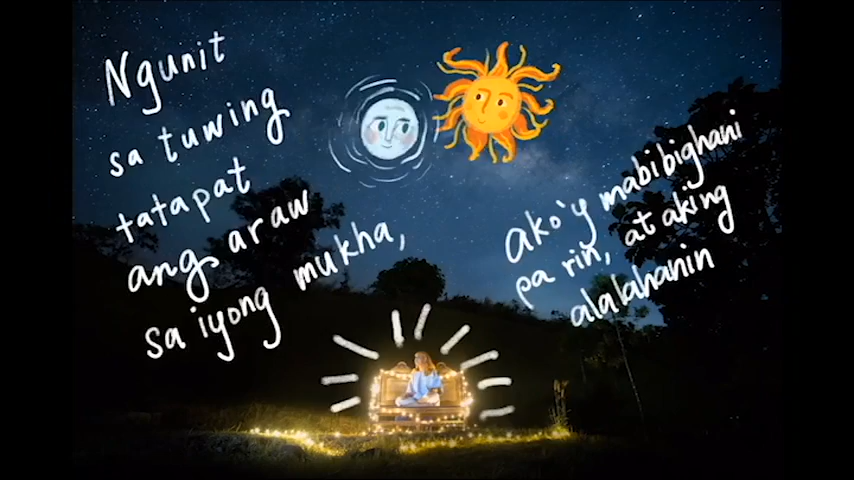 Ngunit
sa tuwing
tatapat
ang araw
sa iyong mukha,
ako'y mabibighani
pa rin, at aking
alalahanin